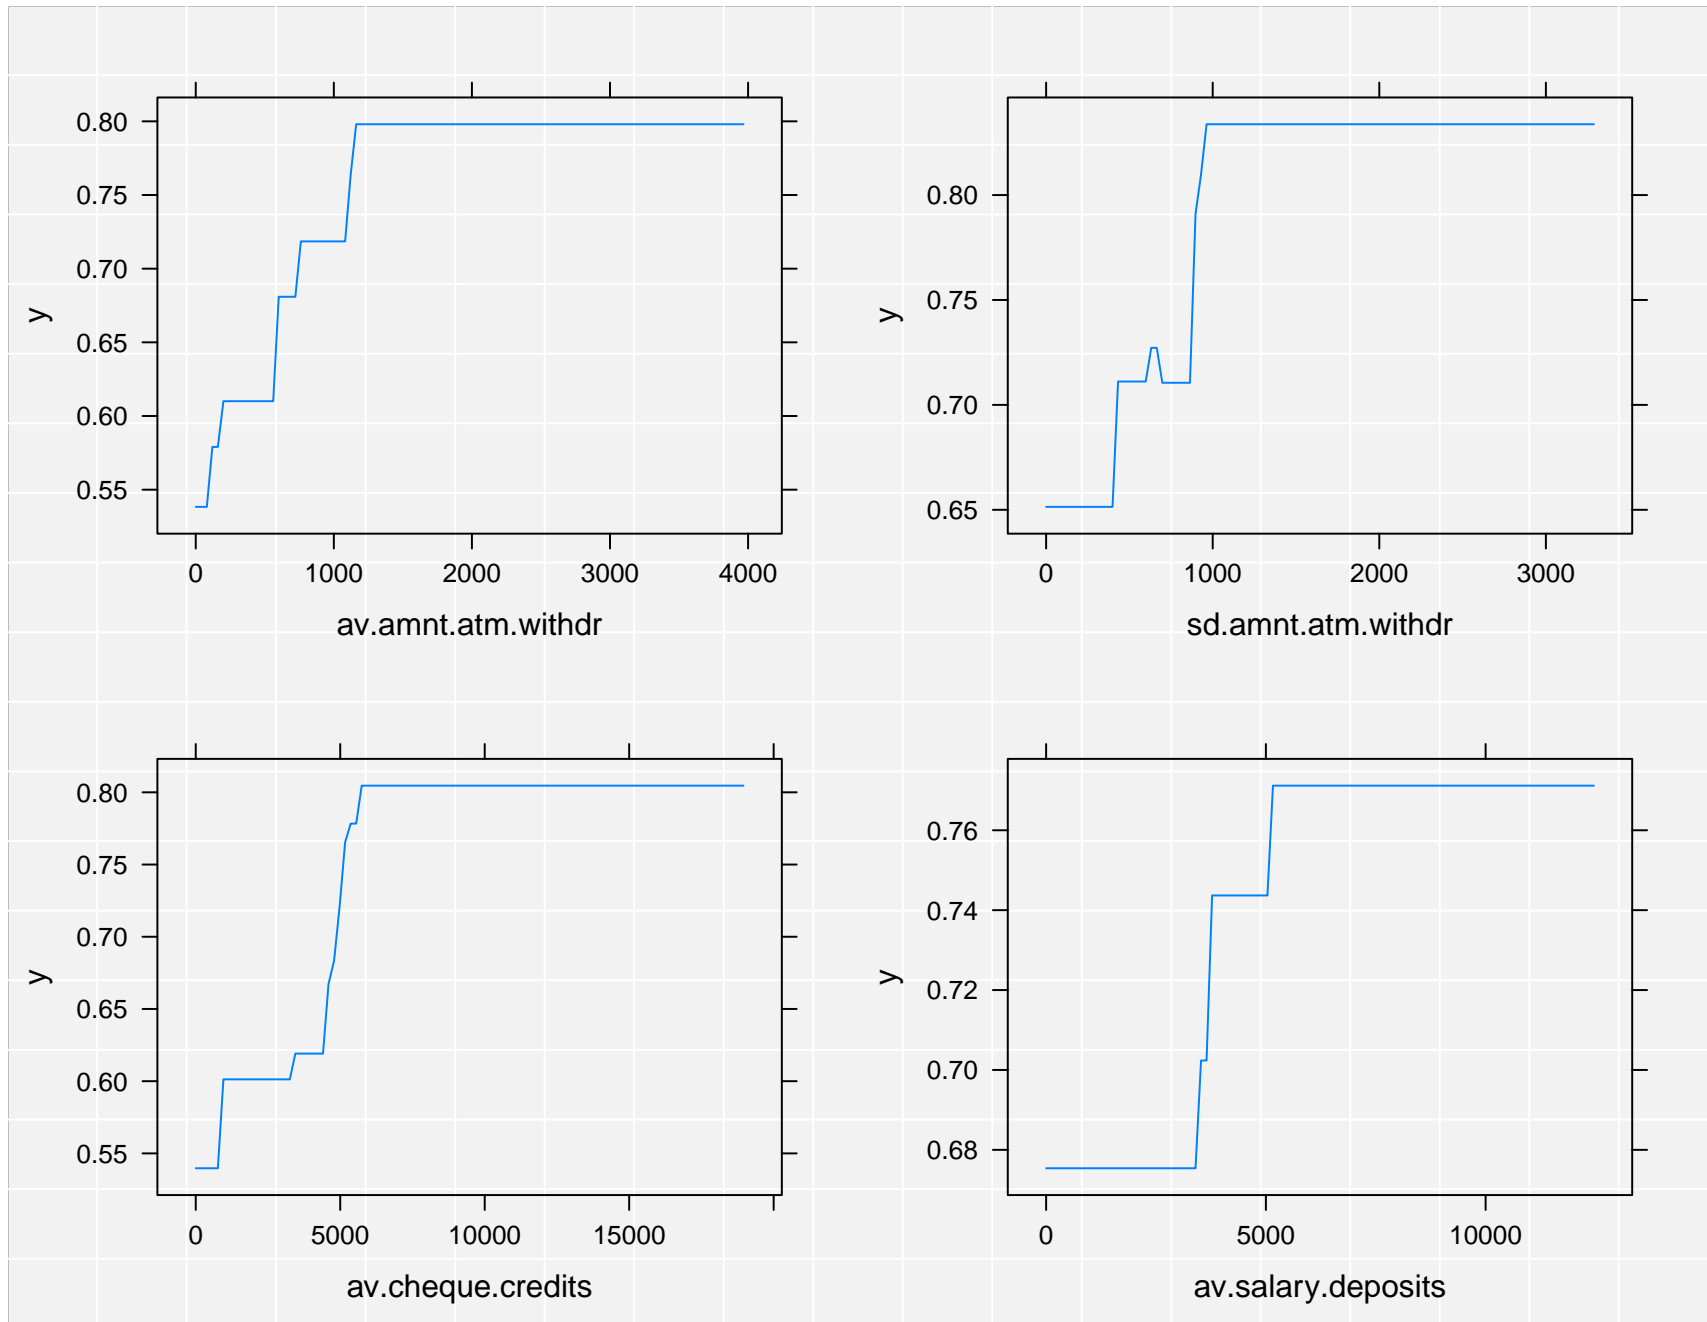 0.80
0.75
0.70
0.65
0.60
0.55
y
0 1000 2000 3000 4000
av.amnt.atm.withdr
0.80
0.75
0.70
0.65
y
0 1000 2000 3000
sd.amnt.atm.withdr
0.80
0.75
0.70
0.65
0.60
0.55
y
0 5000 10000 15000
av.cheque.credits
0.76
0.74
0.72
0.70
0.68
y
0 5000 10000
av.salary.deposits